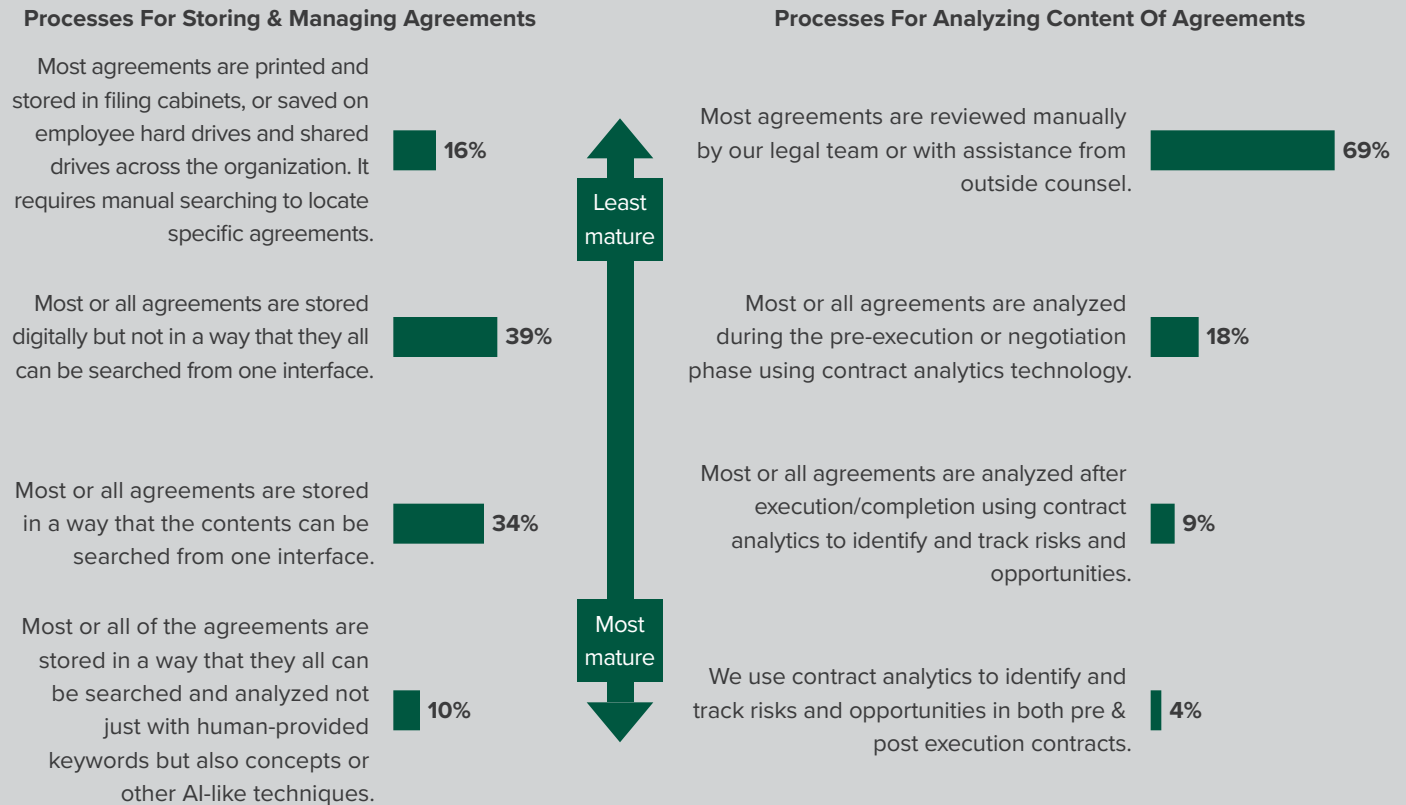 Processes For Storing & Managing Agreements
Most agreements are printed and
stored in filing cabinets, or saved on
employee hard drives and shared
drives across the organization. It
requires manual searching to locate
specific agreements.
16%
Most or all agreements are stored
digitally but not in a way that they all
can be searched from one interface.
39%
Most or all agreements are stored
in a way that the contents can be
searched from one interface.
34%
Most or all of the agreements are
stored in a way that they all can
be searched and analyzed not
just with human-provided
keywords but also concepts or
other AI-like techniques.
10%
Least
mature
Most
mature
Processes For Analyzing Content Of Agreements
Most agreements are reviewed manually
by our legal team or with assistance from
outside counsel.
69%
Most or all agreements are analyzed
during the pre-execution or negotiation
phase using contract analytics technology.
18%
Most or all agreements are analyzed after
execution/completion using contract
analytics to identify and track risks and
opportunities.
9%
We use contract analytics to identify and
track risks and opportunities in both pre &
post execution contracts.
4%